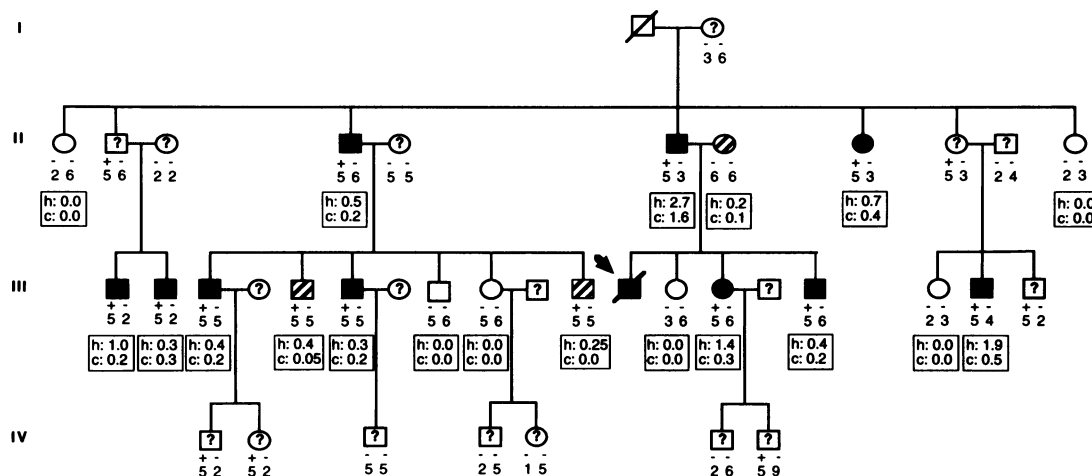 I ?
- -
3 6
II ? ? ? ? ?
- - + - - - + - - - + - - - + - + - - - - -
2 6 5 6 2 2 5 6 5 5 5 3 6 6 5 3 5 3 2 4 2 3
h: 0.0 h: 0.5 h: 2.7 h: 0.2 h: 0.7 h: 0.0
c: 0.0 c: 0.2 c: 1.6 c: 0.1 c: 0.4 c: 0.0
III ? ? ? ? ?
+ - + - + - + - + - - - - - + - - - + - + - - - + - + -
5 2 5 2 5 5 5 5 5 5 5 6 5 6 5 5 3 6 5 6 5 6 2 3 5 4 5 2
h: 1.0 h: 0.3 h: 0.4 h: 0.4 h: 0.3 h: 0.0 h: 0.0 h: 0.25 h: 0.0 h: 1.4 h: 0.4 h: 0.0 h: 1.9
c: 0.2 c: 0.3 c: 0.2 c: 0.05 c: 0.2 c: 0.0 c: 0.0 c: 0.0 c: 0.0 c: 0.3 c: 0.2 c: 0.0 c: 0.5
IV ? ? ? ? ? ? ?
+ - + - - - - - - - - - + -
5 2 5 2 5 5 2 5 1 5 2 6 5 9